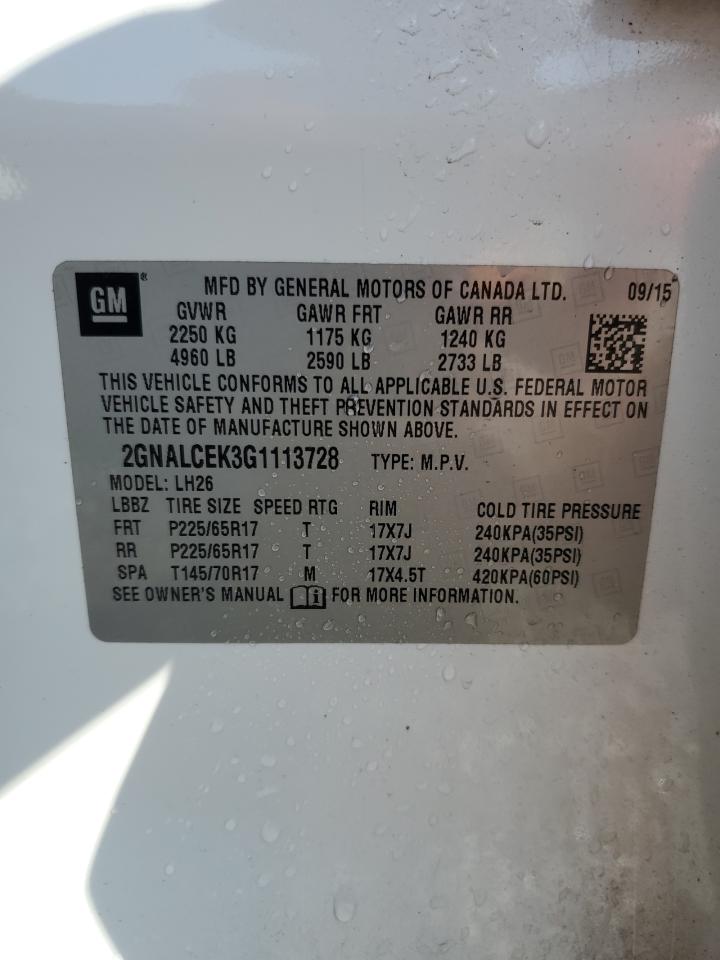 GM ® MFD BY GENERAL MOTORS OF CANADA LTD. 09/15
GVWR GAWR FRT GAWR RR
2250 KG 1175 KG 1240 KG
4960 LB 2590 LB 2733 LB
THIS VEHICLE CONFORMS TO ALL APPLICABLE U.S. FEDERAL MOTOR
VEHICLE SAFETY AND THEFT PREVENTION STANDARDS IN EFFECT ON
THE DATE OF MANUFACTURE SHOWN ABOVE.
2GNALCEK3G1113728 TYPE: M.P.V.
MODEL: LH26
LBBZ TIRE SIZE SPEED RTG RIM COLD TIRE PRESSURE
FRT P225/65R17 T 17X7J 240KPA(35PSI)
RR P225/65R17 T 17X7J 240KPA(35PSI)
SPA T145/70R17 M 17X4.5T 420KPA(60PSI)
SEE OWNER'S MANUAL FOR MORE INFORMATION.